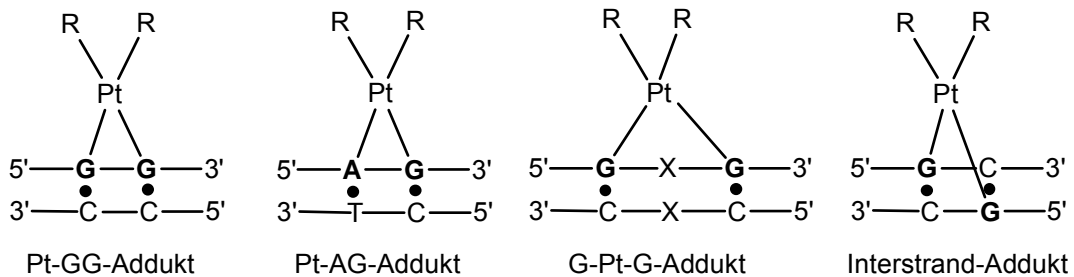 R R R R R R R R
Pt Pt Pt Pt
5' G G 3' 5' A G 3' 5' G X G 3' 5' G C 3'
3' C C 5' 3' T C 5' 3' C X C 5' 3' C G 5'
Pt-GG-Addukt Pt-AG-Addukt G-Pt-G-Addukt Interstrand-Addukt